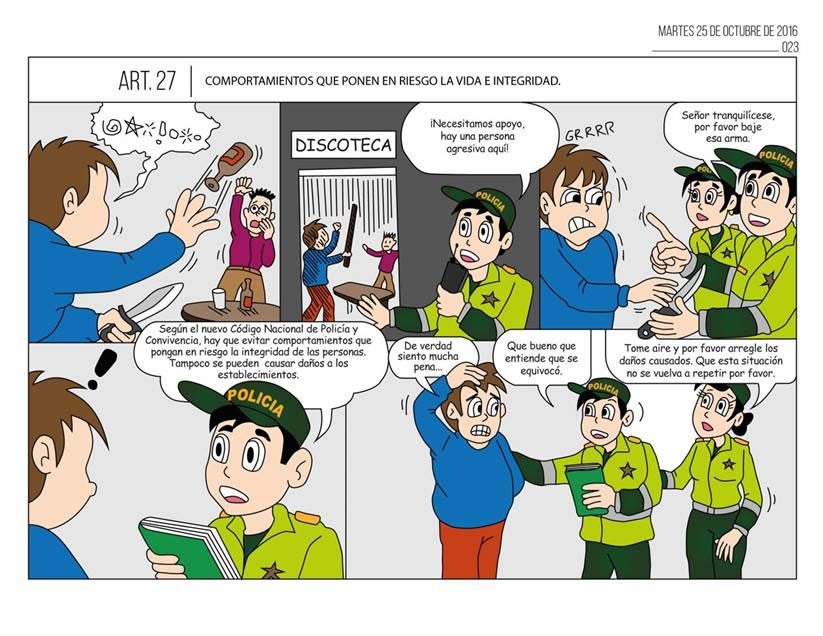 MARTES 25 DE OCTUBRE DE 2016
023
ART. 27
COMPORTAMIENTOS QUE PONEN EN RIESGO LA VIDA E INTEGRIDAD.
DISCOTECA
¡Necesitamos apoyo,
hay una persona
agresiva aquí!
POLICIA
GRRRR
Señor tranquilícese,
por favor baje
esa arma.
POLICIA
Según el nuevo Código Nacional de Policía y
Convivencia, hay que evitar comportamientos que
pongan en riesgo la integridad de las personas.
Tampoco se pueden causar daños a los
establecimientos.
POLICIA
De verdad
siento mucha
pena...
Que bueno que
entiende que se
equivocó.
POLICIA
Tome aire y por favor arregle los
daños causados. Que esta situación
no se vuelva a repetir por favor.